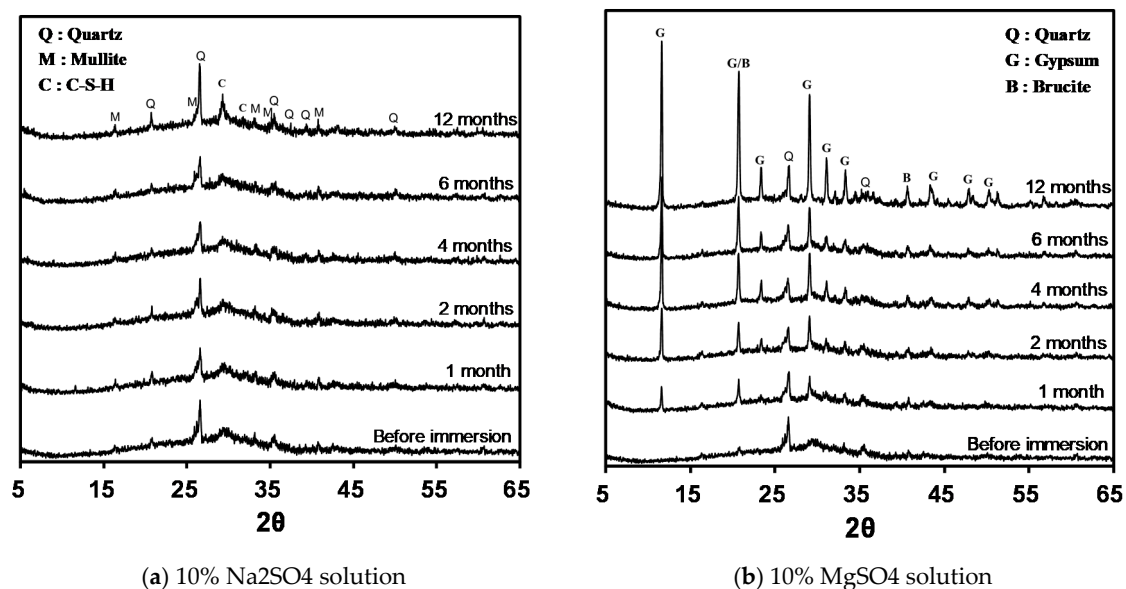 Q : Quartz
M : Mullite
C : C-S-H
M
Q
M
Q
C
C
M
M
Q
Q
Q
M
Q
12 months
6 months
4 months
2 months
1 month
Before immersion
5 15 25 35 45 55 65
2θ
(a) 10% Na2SO4 solution
Q : Quartz
G : Gypsum
B : Brucite
G
G/B
G
Q
G
G
G
Q
B
G
G
G
12 months
6 months
4 months
2 months
1 month
Before immersion
5 15 25 35 45 55 65
2θ
(b) 10% MgSO4 solution